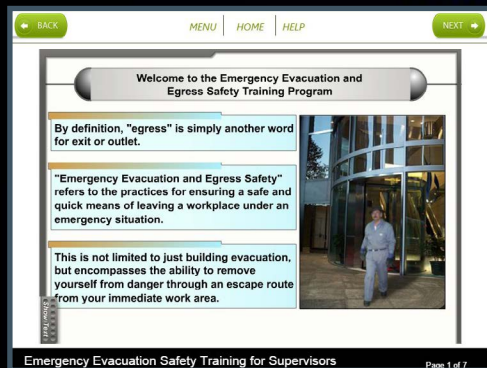 BACK
MENU
HOME
HELP
NEXT
Welcome to the Emergency Evacuation and
Egress Safety Training Program
By definition, "egress" is simply another word
for exit or outlet.
"Emergency Evacuation and Egress Safety"
refers to the practices for ensuring a safe and
quick means of leaving a workplace under an
emergency situation.
This is not limited to just building evacuation,
but encompasses the ability to remove
yourself from danger through an escape route
from your immediate work area.
Show Text
Emergency Evacuation Safety Training for Supervisors
Page 1 of 7